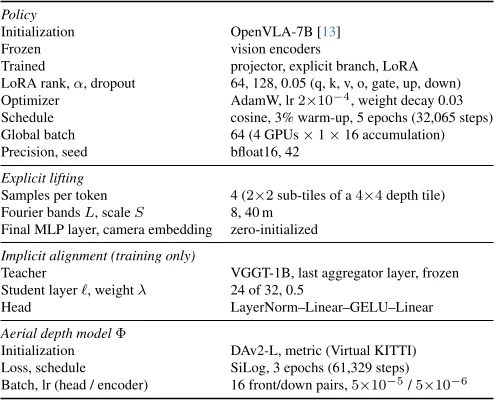 Policy
Initialization OpenVLA-7B [13]
Frozen vision encoders
Trained projector, explicit branch, LoRA
LoRA rank, α, dropout 64, 128, 0.05 (q, k, v, o, gate, up, down)
Optimizer AdamW, lr 2×10⁻⁴, weight decay 0.03
Schedule cosine, 3% warm-up, 5 epochs (32,065 steps)
Global batch 64 (4 GPUs × 1 × 16 accumulation)
Precision, seed bfloat16, 42
Explicit lifting
Samples per token 4 (2×2 sub-tiles of a 4×4 depth tile)
Fourier bands L, scale S 8, 40 m
Final MLP layer, camera embedding zero-initialized
Implicit alignment (training only)
Teacher VGGT-1B, last aggregator layer, frozen
Student layer ℓ, weight λ 24 of 32, 0.5
Head LayerNorm–Linear–GELU–Linear
Aerial depth model Φ
Initialization DAv2-L, metric (Virtual KITTI)
Loss, schedule SiLog, 3 epochs (61,329 steps)
Batch, lr (head / encoder) 16 front/down pairs, 5×10⁻⁵ / 5×10⁻⁶